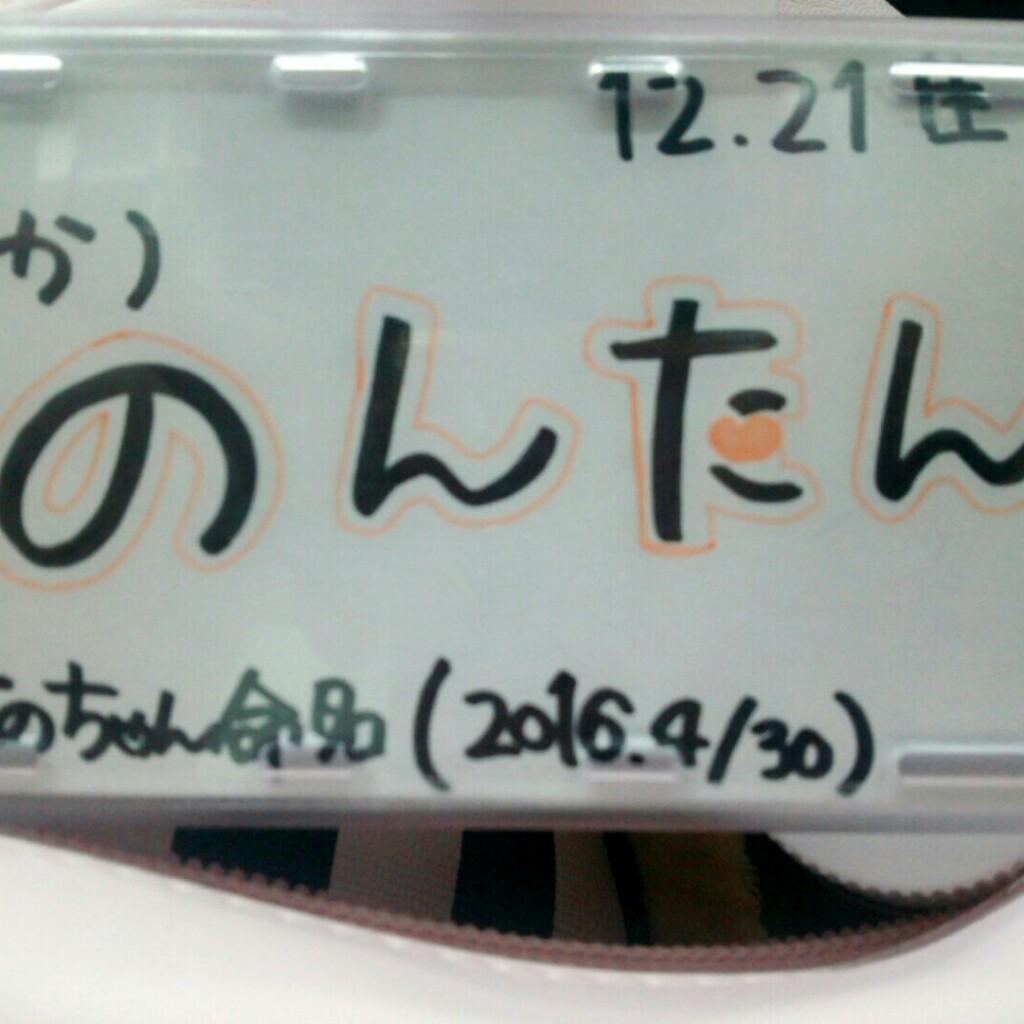 12.21 生
か)
のんたん
のちゃん命名 (2016.4/30)